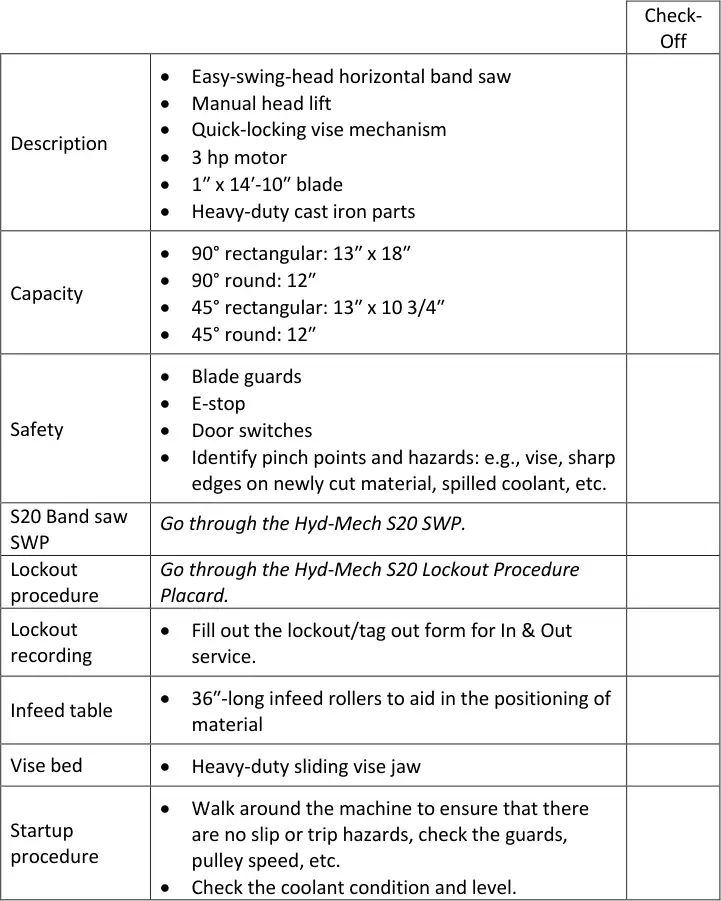 Check-
Off
Description
• Easy-swing-head horizontal band saw
• Manual head lift
• Quick-locking vise mechanism
• 3 hp motor
• 1″ x 14′-10″ blade
• Heavy-duty cast iron parts
Capacity
• 90° rectangular: 13″ x 18″
• 90° round: 12″
• 45° rectangular: 13″ x 10 3/4″
• 45° round: 12″
Safety
• Blade guards
• E-stop
• Door switches
• Identify pinch points and hazards: e.g., vise, sharp
edges on newly cut material, spilled coolant, etc.
S20 Band saw
SWP
Go through the Hyd-Mech S20 SWP.
Lockout
procedure
Go through the Hyd-Mech S20 Lockout Procedure
Placard.
Lockout
recording
• Fill out the lockout/tag out form for In & Out
service.
Infeed table
• 36″-long infeed rollers to aid in the positioning of
material
Vise bed
• Heavy-duty sliding vise jaw
Startup
procedure
• Walk around the machine to ensure that there
are no slip or trip hazards, check the guards,
pulley speed, etc.
• Check the coolant condition and level.